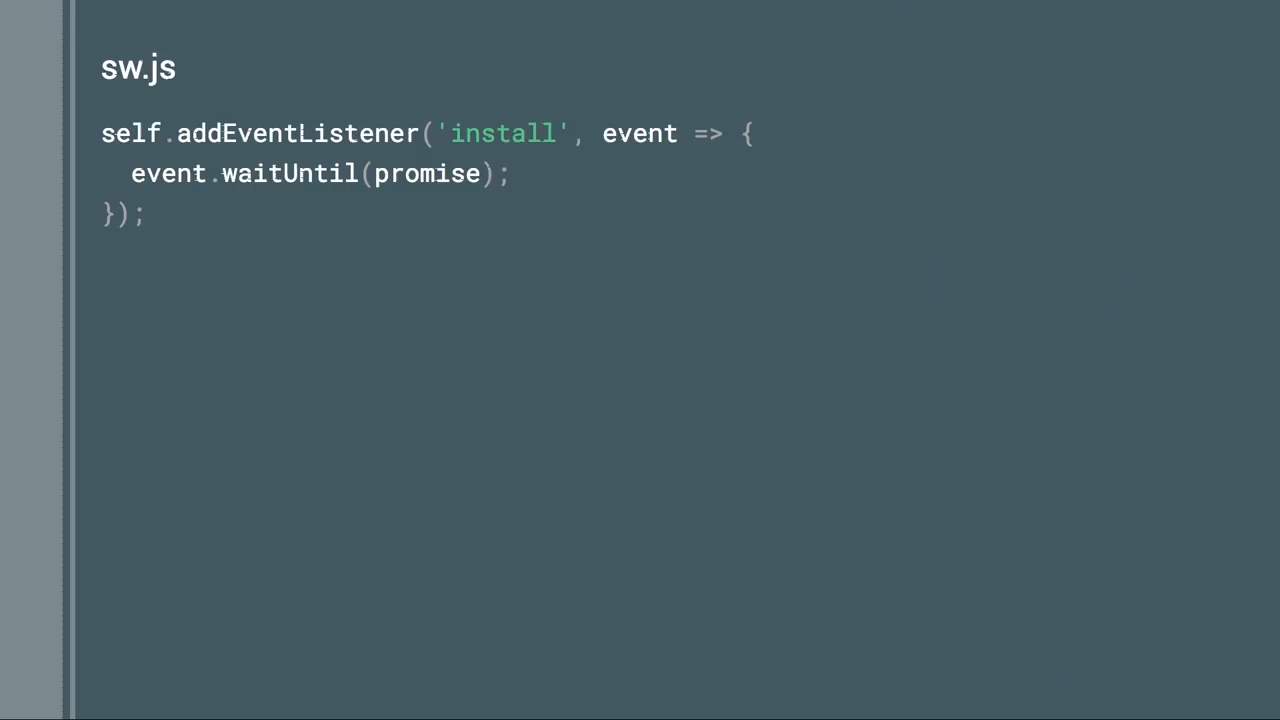 sw.js
self.addEventListener('install', event => {
  event.waitUntil(promise);
});